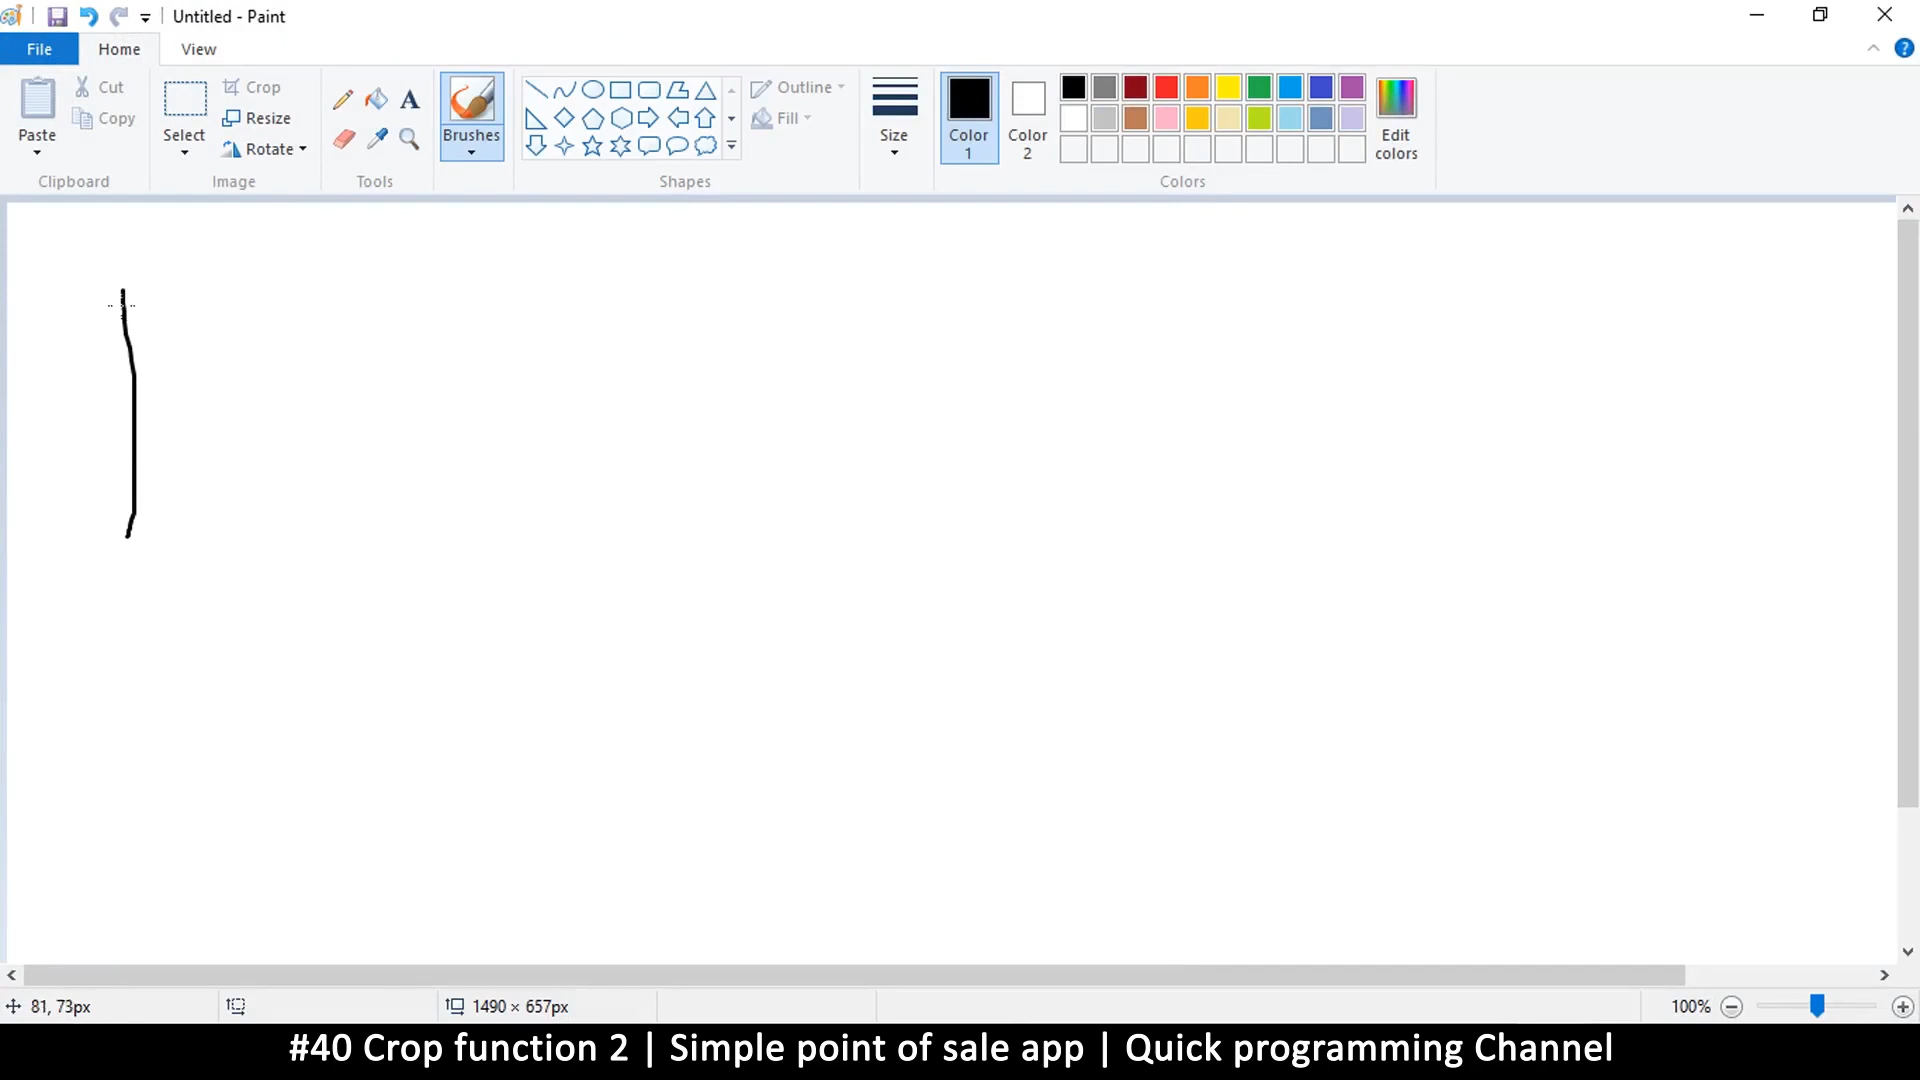 Untitled - Paint
File Home View
Paste
Cut
Copy
Clipboard
Select
Crop
Resize
Rotate
Image
A
Tools
Brushes
Shapes
Outline
Fill
Size
Color 1
Color 2
Edit colors
Colors
81, 73px
1490 × 657px
100%
#40 Crop function 2 | Simple point of sale app | Quick programming Channel